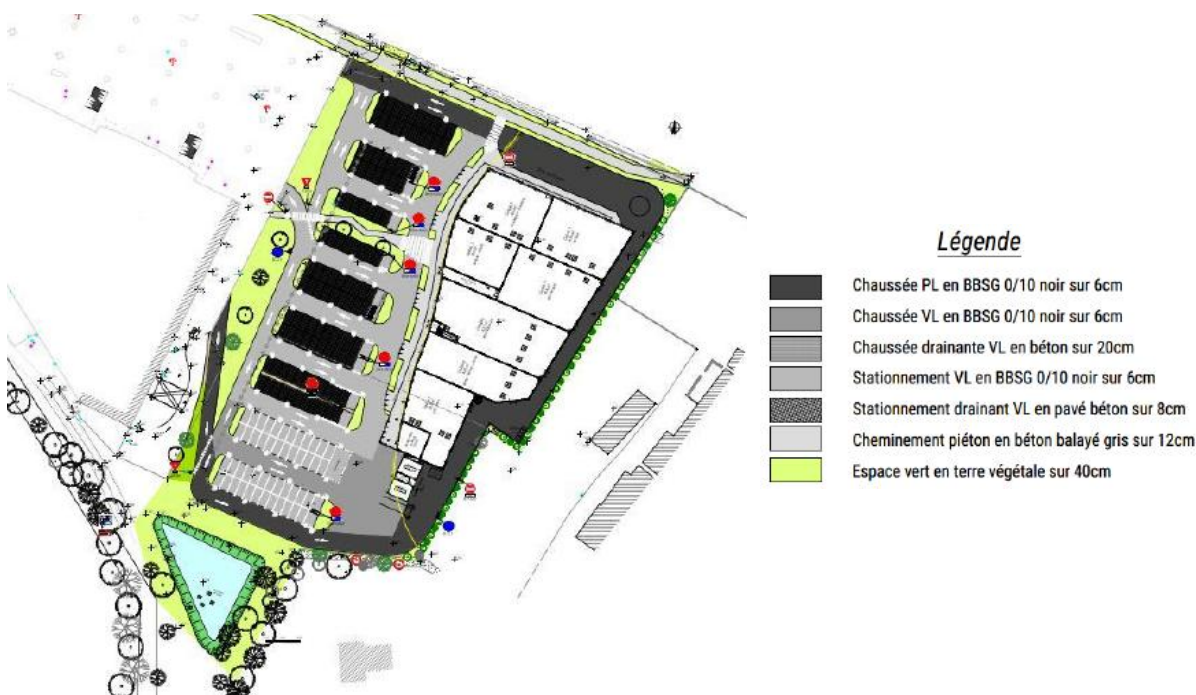 Légende
Chaussée PL en BBSG 0/10 noir sur 6cm
Chaussée VL en BBSG 0/10 noir sur 6cm
Chaussée drainante VL en béton sur 20cm
Stationnement VL en BBSG 0/10 noir sur 6cm
Stationnement drainant VL en pavé béton sur 8cm
Cheminement piéton en béton balayé gris sur 12cm
Espace vert en terre végétale sur 40cm